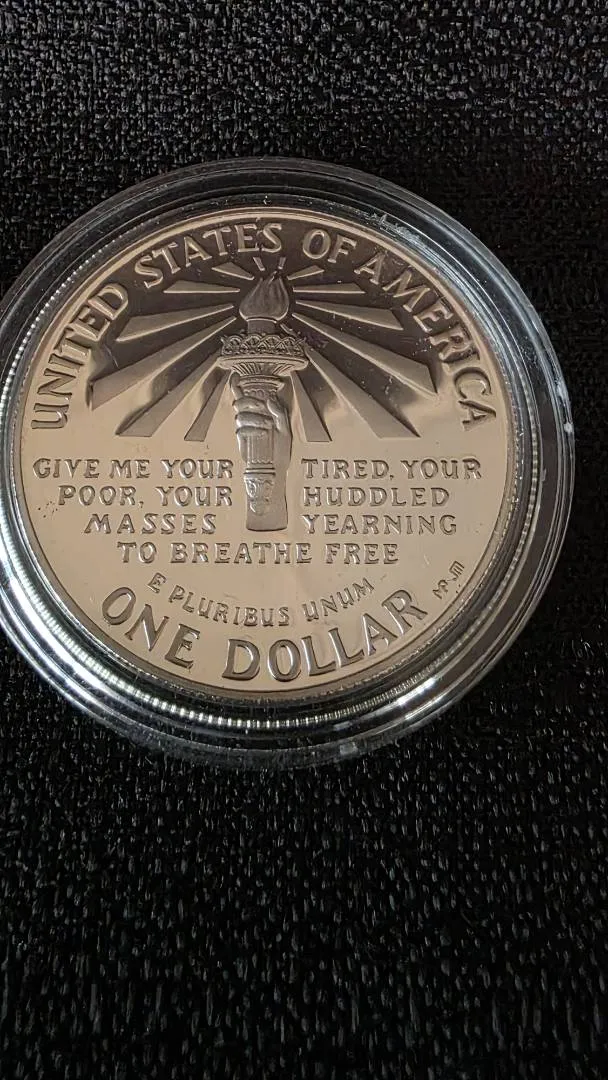 UNITED STATES OF AMERICA
GIVE ME YOUR TIRED, YOUR
POOR, YOUR HUDDLED
MASSES YEARNING
TO BREATHE FREE
E PLURIBUS UNUM
ONE DOLLAR